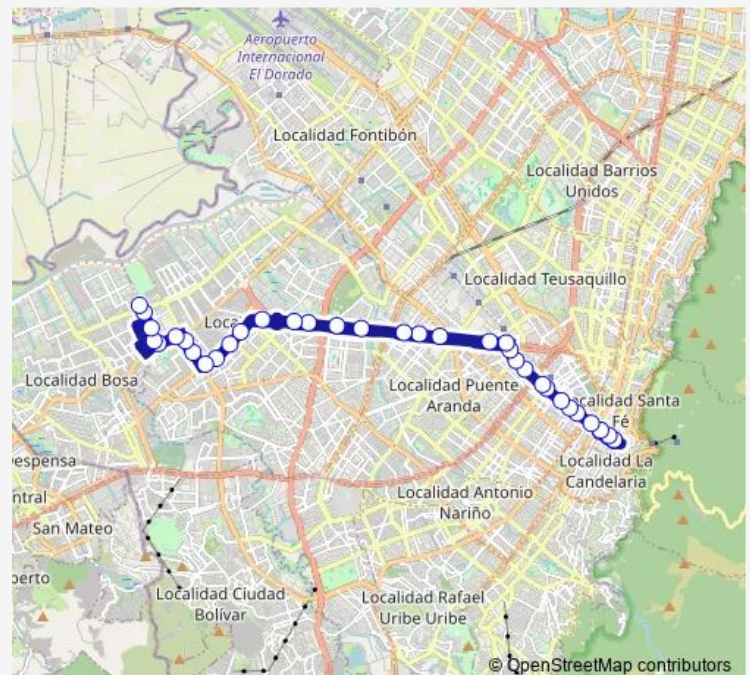 Aeropuerto
Internacional
El Dorado
Localidad Fontibón
Localidad Barrios
Unidos
Localidad Teusaquillo
Loca
Localidad Bosa
Localidad Puente
Aranda
ocalidad Santa
Fé
Localidad La
Candelaria
espensa
ntral
Localidad Antonio
Nariño
San Mateo
perto
Localidad Ciudad
Bolívar
Localidad Rafael
Uribe Uribe
© OpenStreetMap contributors